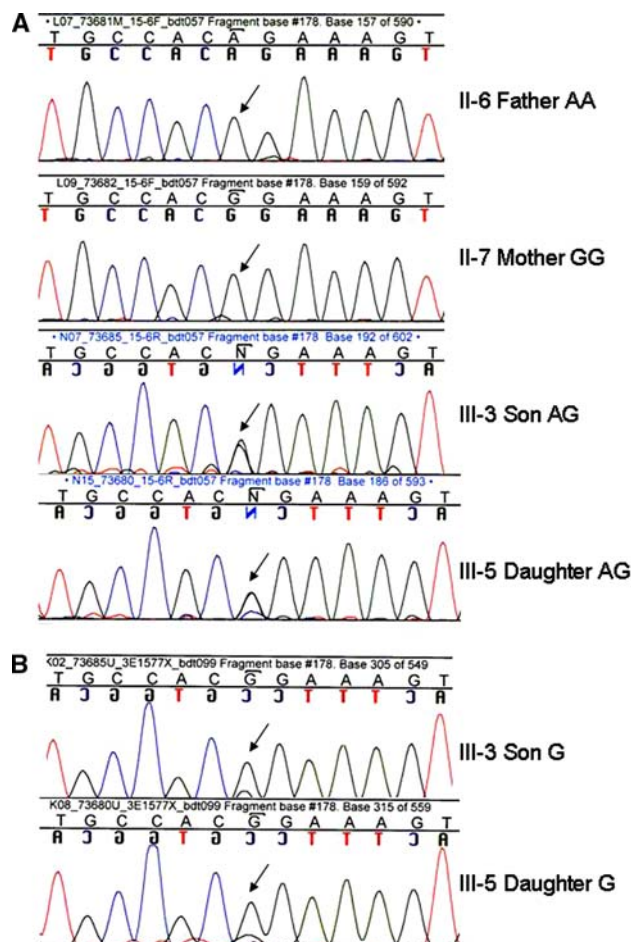 A
• L07_73681M_15-6F_bdt057 Fragment base #178. Base 157 of 590 •
T G C C A C A G A A A G T
T G C C A C A G A A A G T
II-6 Father AA
L09_73682_15-6F_bdt057 Fragment base #178. Base 159 of 592
T G C C A C G G A A A G T
T G C C A C G G A A A G T
II-7 Mother GG
• N07_73685_15-6R_bdt057 Fragment base #178 Base 192 of 602 •
T G C C A C N G A A A G T
A C G G T G N C T T T C A
III-3 Son AG
• N15_73680_15-6R_bdt057 Fragment base #178. Base 186 of 593 •
T G C C A C N G A A A G T
A C G G T G N C T T T C A
III-5 Daughter AG
B
K02_73685U_3E1577X_bdt099 Fragment base #178. Base 305 of 549
T G C C A C G G A A A G T
A C G G T G C C T T T C A
III-3 Son G
K08_73680U_3E1577X_bdt099 Fragment base #178. Base 315 of 559
T G C C A C G G A A A G T
A C G G T G C C T T T C A
III-5 Daughter G